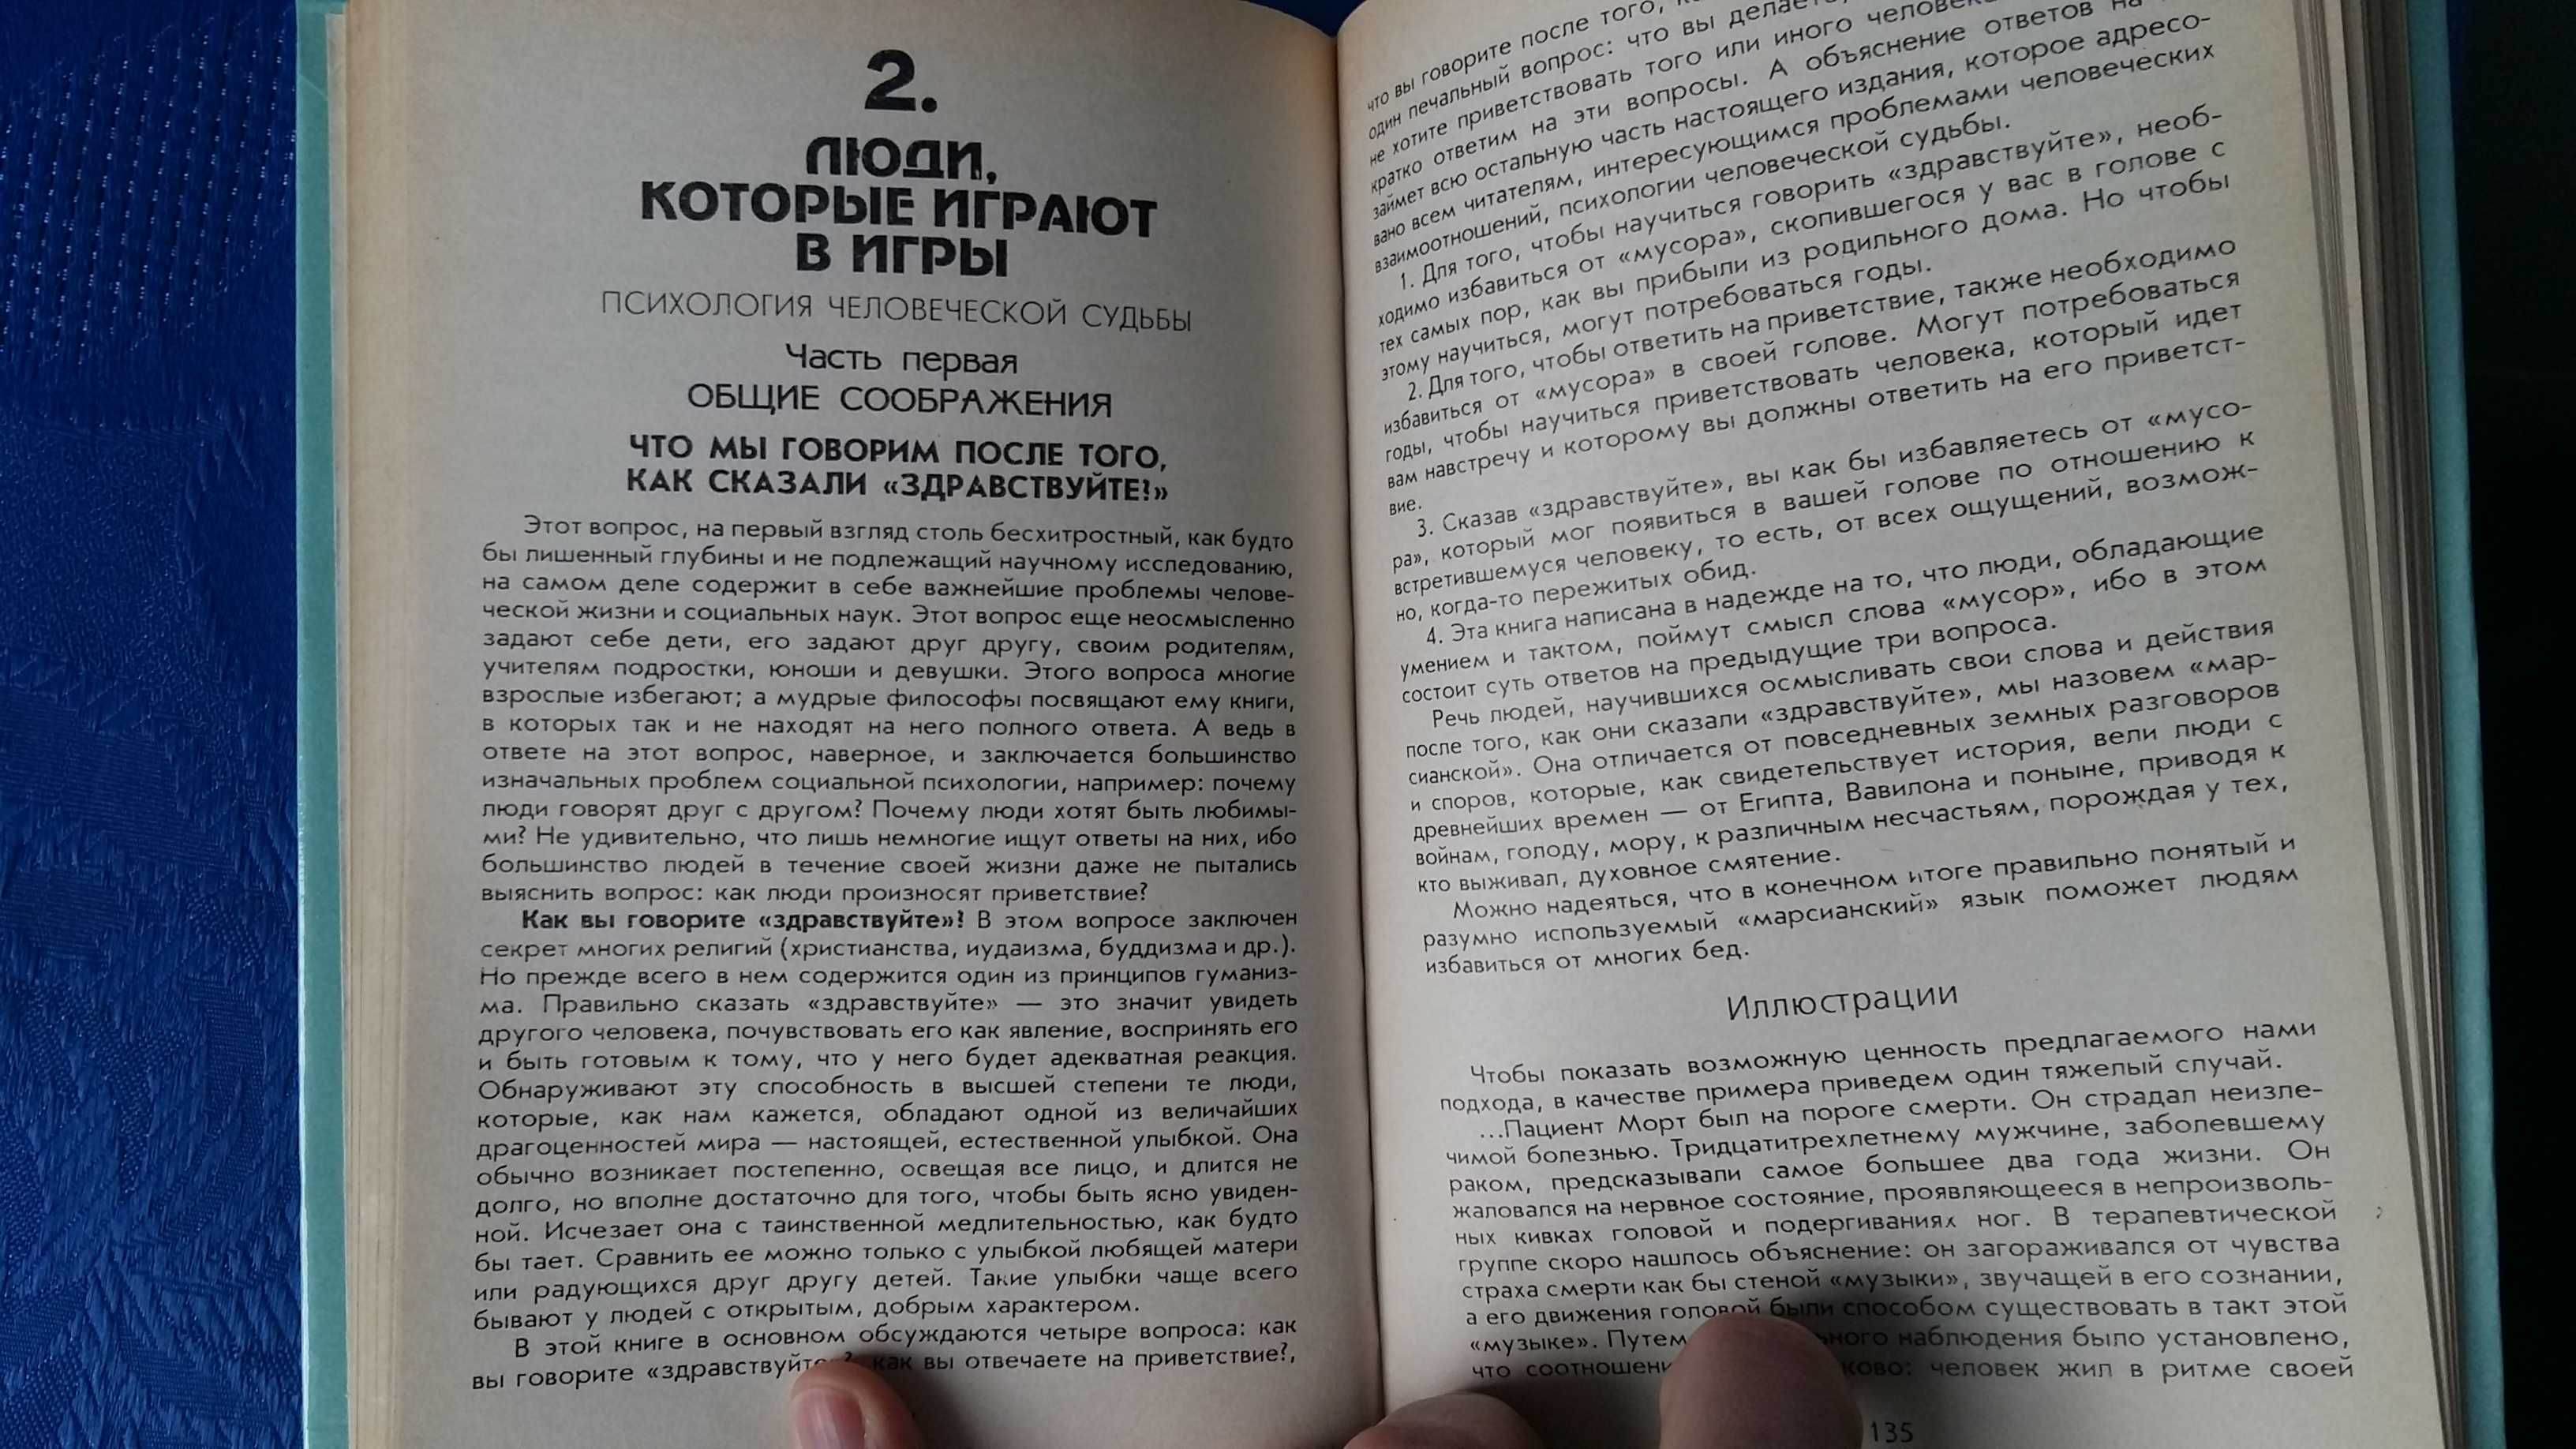 2.
ЛЮДИ,
КОТОРЫЕ ИГРАЮТ
В ИГРЫ
ПСИХОЛОГИЯ ЧЕЛОВЕЧЕСКОЙ СУДЬБЫ
Часть первая
ОБЩИЕ СООБРАЖЕНИЯ
ЧТО МЫ ГОВОРИМ ПОСЛЕ ТОГО,
КАК СКАЗАЛИ «ЗДРАВСТВУЙТЕ?»
Этот вопрос, на первый взгляд столь бесхитростный, как будто
бы лишенный глубины и не подлежащий научному исследованию,
на самом деле содержит в себе важнейшие проблемы челове-
ческой жизни и социальных наук. Этот вопрос еще неосмысленно
задают себе дети, его задают друг другу, своим родителям,
учителям подростки, юноши и девушки. Этого вопроса многие
взрослые избегают; а мудрые философы посвящают ему книги,
в которых так и не находят на него полного ответа. А ведь в
ответе на этот вопрос, наверное, и заключается большинство
изначальных проблем социальной психологии, например: почему
люди говорят друг с другом? Почему люди хотят быть любимы-
ми? Не удивительно, что лишь немногие ищут ответы на них, ибо
большинство людей в течение своей жизни даже не пытались
выяснить вопрос: как люди произносят приветствие?
Как вы говорите «здравствуйте»? В этом вопросе заключен
секрет многих религий (христианства, иудаизма, буддизма и др.).
Но прежде всего в нем содержится один из принципов гуманиз-
ма. Правильно сказать «здравствуйте» — это значит увидеть
другого человека, почувствовать его как явление, воспринять его
и быть готовым к тому, что у него будет адекватная реакция.
Обнаруживают эту способность в высшей степени те люди,
которые, как нам кажется, обладают одной из величайших
драгоценностей мира — настоящей, естественной улыбкой. Она
обычно возникает постепенно, освещая все лицо, и длится не
долго, но вполне достаточно для того, чтобы быть ясно увиден-
ной. Исчезает она с таинственной медлительностью, как будто
бы тает. Сравнить ее можно только с улыбкой любящей матери
или радующихся друг другу детей. Такие улыбки чаще всего
бывают у людей с открытым, добрым характером.
В этой книге в основном обсуждаются четыре вопроса: как
вы говорите «здравствуйте»?, как вы отвечаете на приветствие?,
что вы говорите после того,
один печальный вопрос: что вы делаете,
не хотите приветствовать того или иного
кратко ответим на эти вопросы. А объяснение ответов на
займет всю остальную часть настоящего издания, которое адресо-
вано всем читателям, интересующимся проблемами человеческих
взаимоотношений, психологии человеческой судьбы.
1. Для того, чтобы научиться говорить «здравствуйте», необ-
ходимо избавиться от «мусора», скопившегося у вас в голове с
тех самых пор, как вы прибыли из родильного дома. Но чтобы
этому научиться, могут потребоваться годы.
2. Для того, чтобы ответить на приветствие, также необходимо
избавиться от «мусора» в своей голове. Могут потребоваться
годы, чтобы научиться приветствовать человека, который идет
вам навстречу и которому вы должны ответить на его приветст-
вие.
3. Сказав «здравствуйте», вы как бы избавляетесь от «мусо-
ра», который мог появиться в вашей голове по отношению к
встретившемуся человеку, то есть, от всех ощущений, возмож-
но, когда-то пережитых обид.
4. Эта книга написана в надежде на то, что люди, обладающие
умением и тактом, поймут смысл слова «мусор», ибо в этом
состоит суть ответов на предыдущие три вопроса.
Речь людей, научившихся осмысливать свои слова и действия
после того, как они сказали «здравствуйте», мы назовем «мар-
сианской». Она отличается от повседневных земных разговоров
и споров, которые, как свидетельствует история, вели люди с
древнейших времен — от Египта, Вавилона и поныне, приводя к
войнам, голоду, мору, к различным несчастьям, порождая у тех,
кто выживал, духовное смятение.
Можно надеяться, что в конечном итоге правильно понятый и
разумно используемый «марсианский» язык поможет людям
избавиться от многих бед.
Иллюстрации
Чтобы показать возможную ценность предлагаемого нами
подхода, в качестве примера приведем один тяжелый случай.
...Пациент Морт был на пороге смерти. Он страдал неизле-
чимой болезнью. Тридцатитрехлетнему мужчине, заболевшему
раком, предсказывали самое большее два года жизни. Он
жаловался на нервное состояние, проявляющееся в непроизволь-
ных кивках головой и подергиваниях ног. В терапевтической
группе скоро нашлось объяснение: он загораживался от чувства
страха смерти как бы стеной «музыки», звучащей в его сознании,
а его движения головой были способом существовать в такт этой
«музыке». Путем наблюдения было установлено,
что человек жил в ритме своей
135